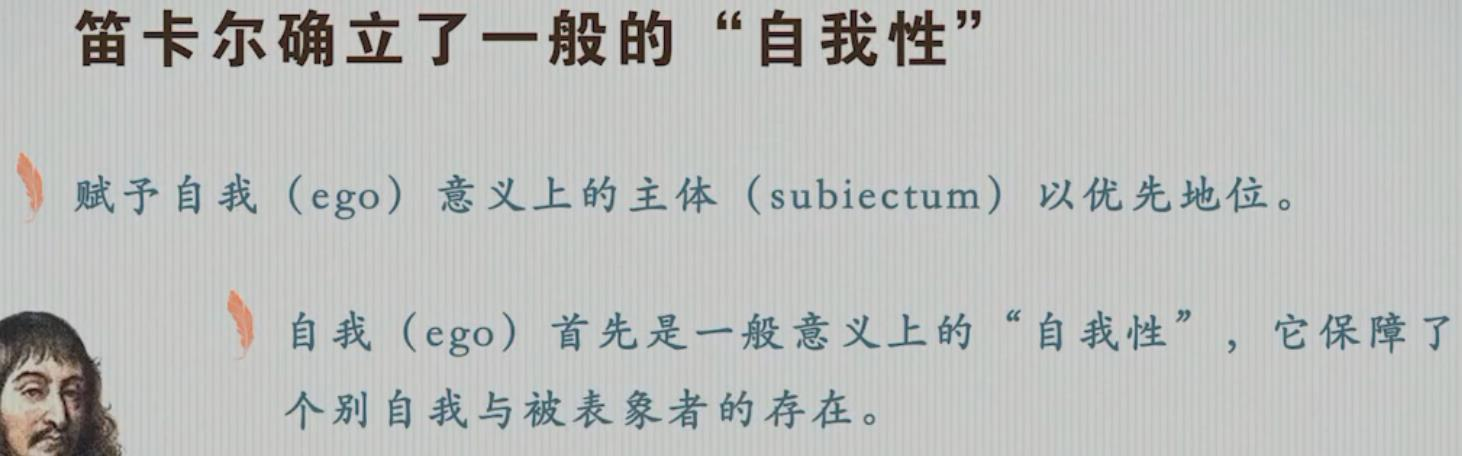 笛卡尔确立了一般的“自我性”
赋予自我（ego）意义上的主体（subiectum）以优先地位。
自我（ego）首先是一般意义上的“自我性”，它保障了
个别自我与被表象者的存在。